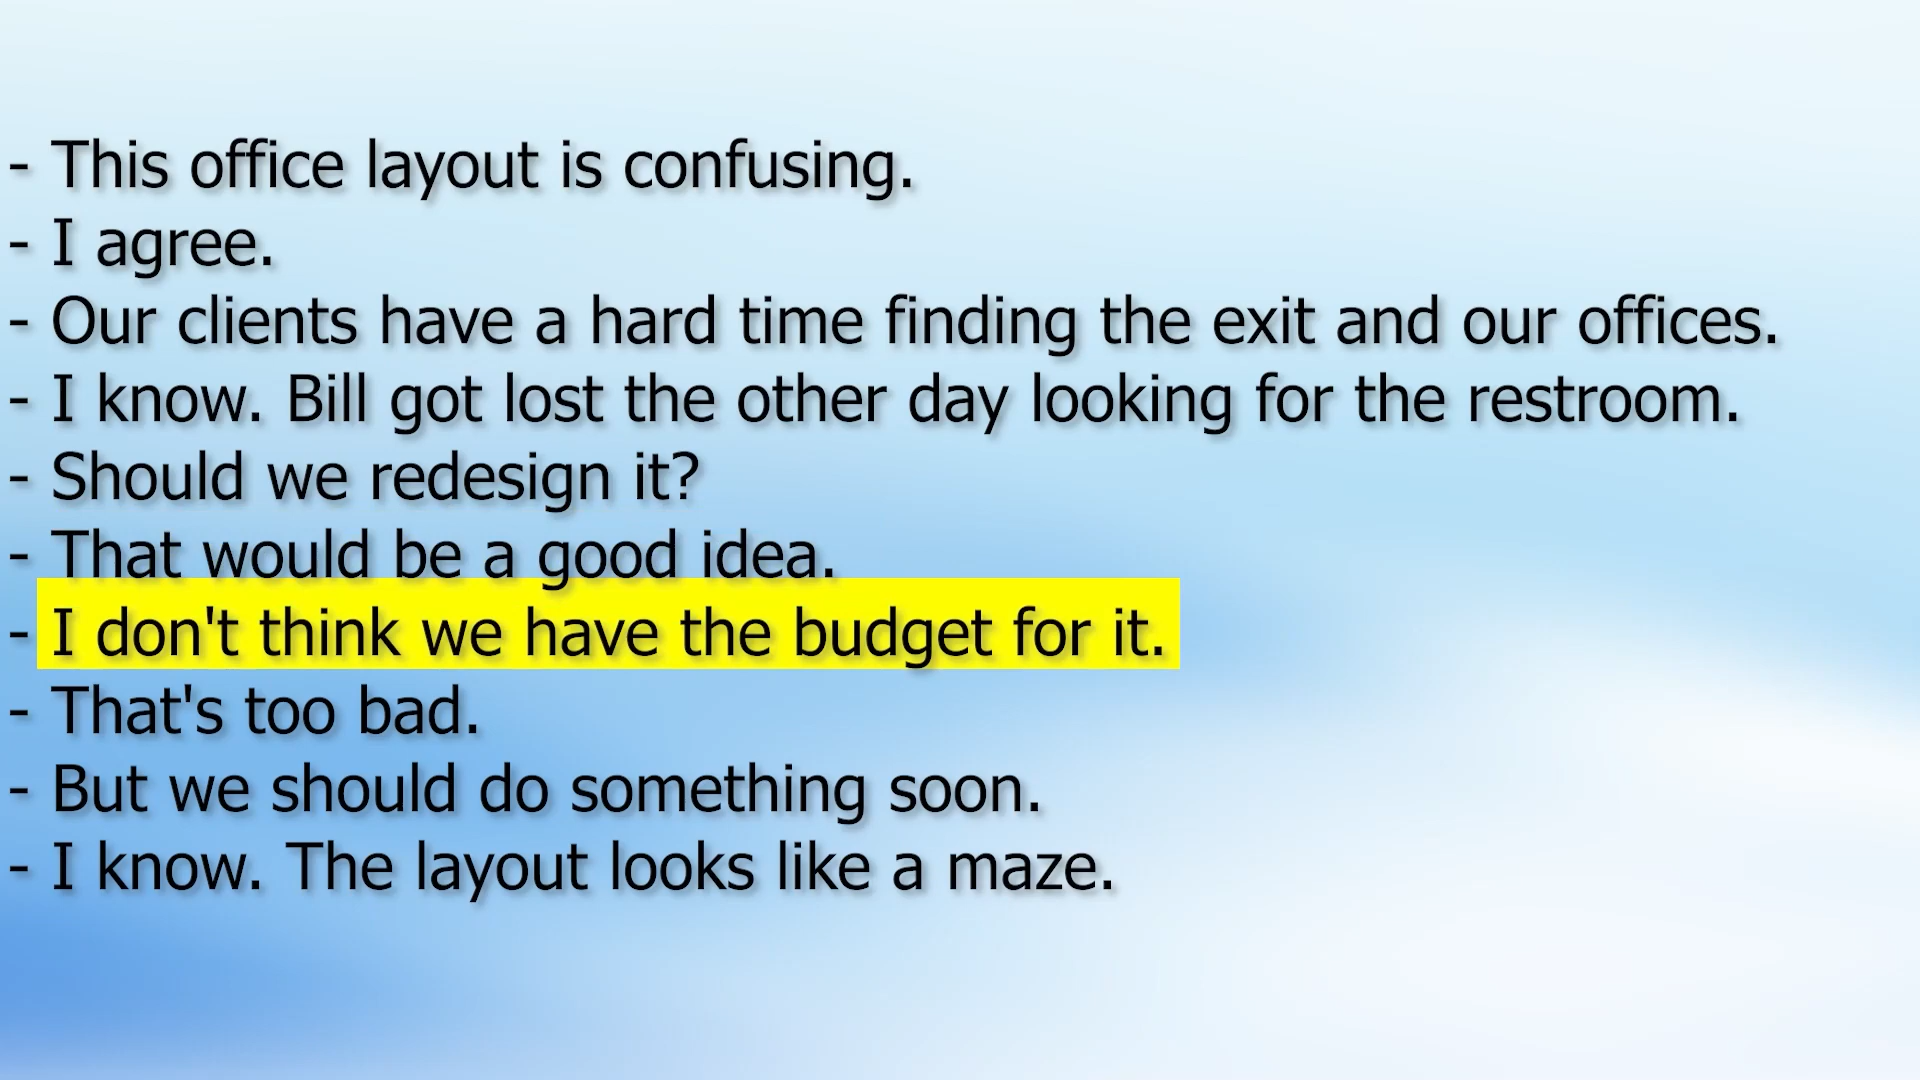 - This office layout is confusing.
- I agree.
- Our clients have a hard time finding the exit and our offices.
- I know. Bill got lost the other day looking for the restroom.
- Should we redesign it?
- That would be a good idea.
- I don't think we have the budget for it.
- That's too bad.
- But we should do something soon.
- I know. The layout looks like a maze.